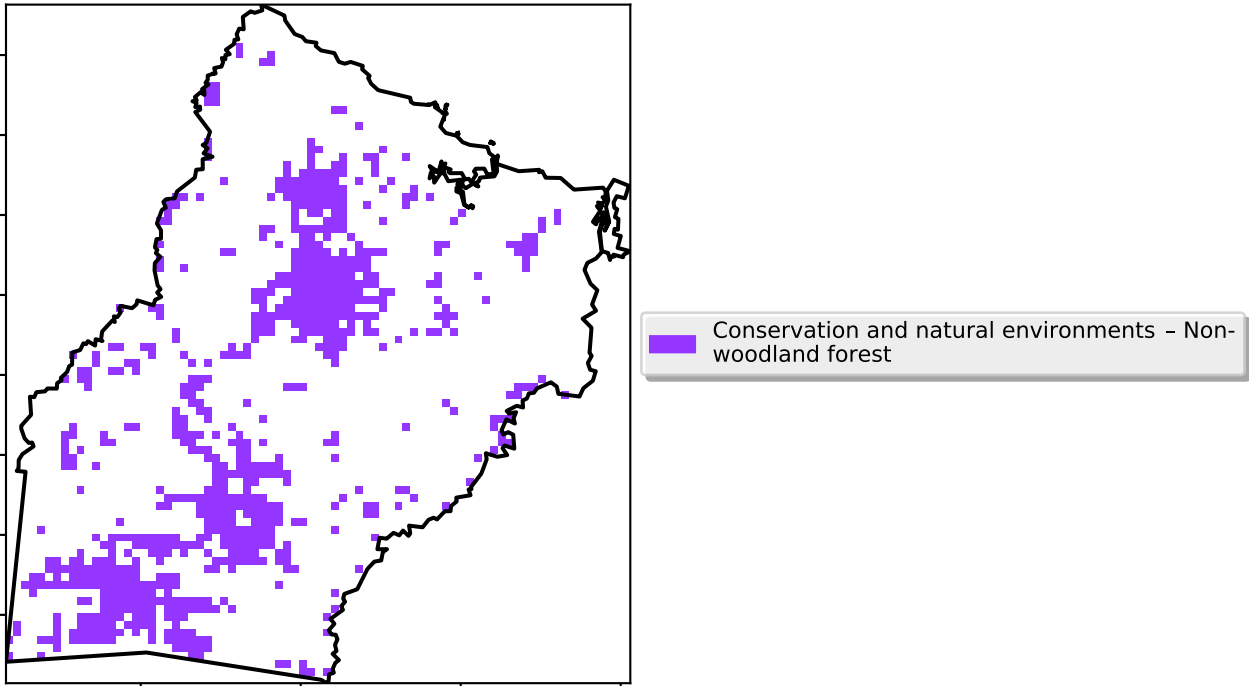 Conservation and natural environments – Non-
woodland forest